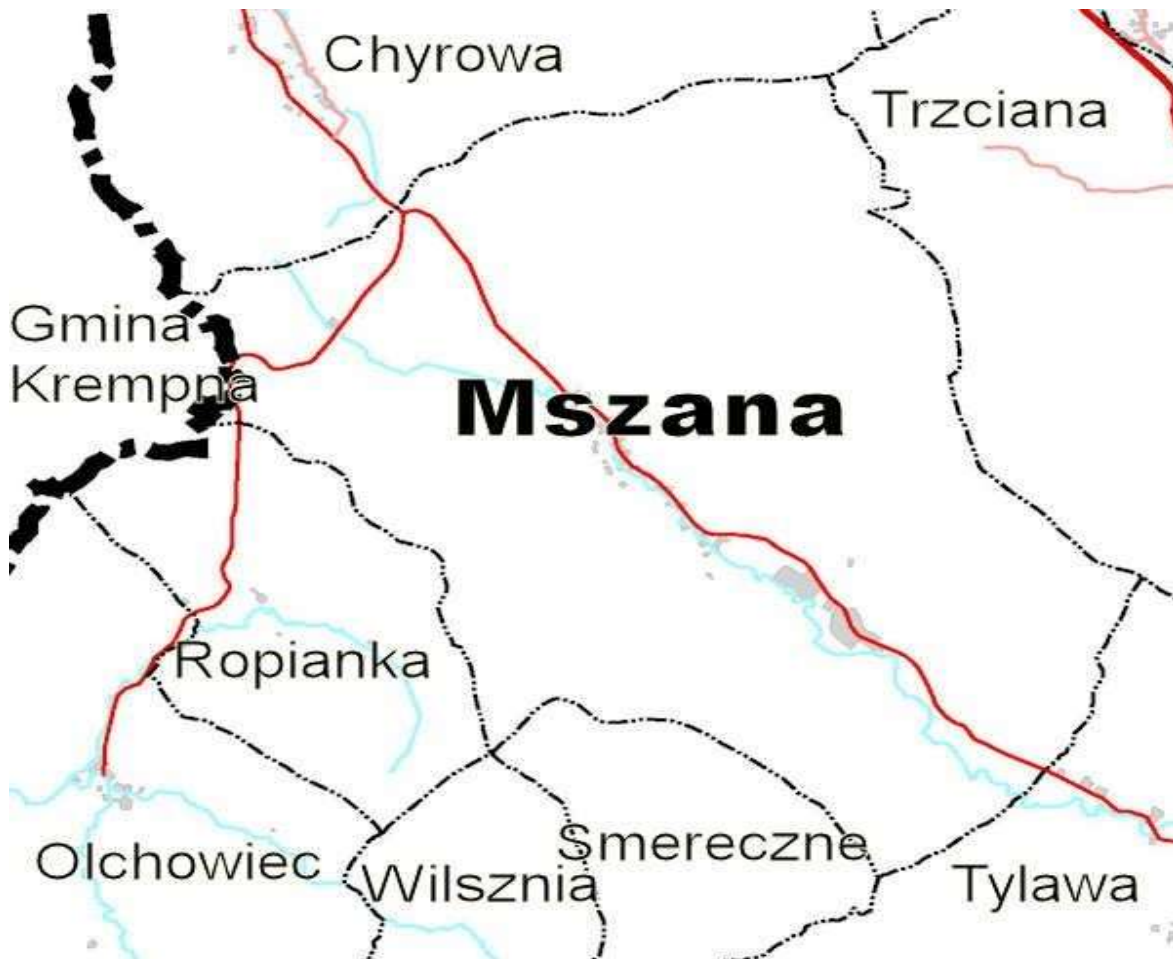 Chyrowa
Trzciana
Gmina
Krempna
Mszana
Ropianka
Smereczne
Olchowiec
Wilsznia
Tylawa